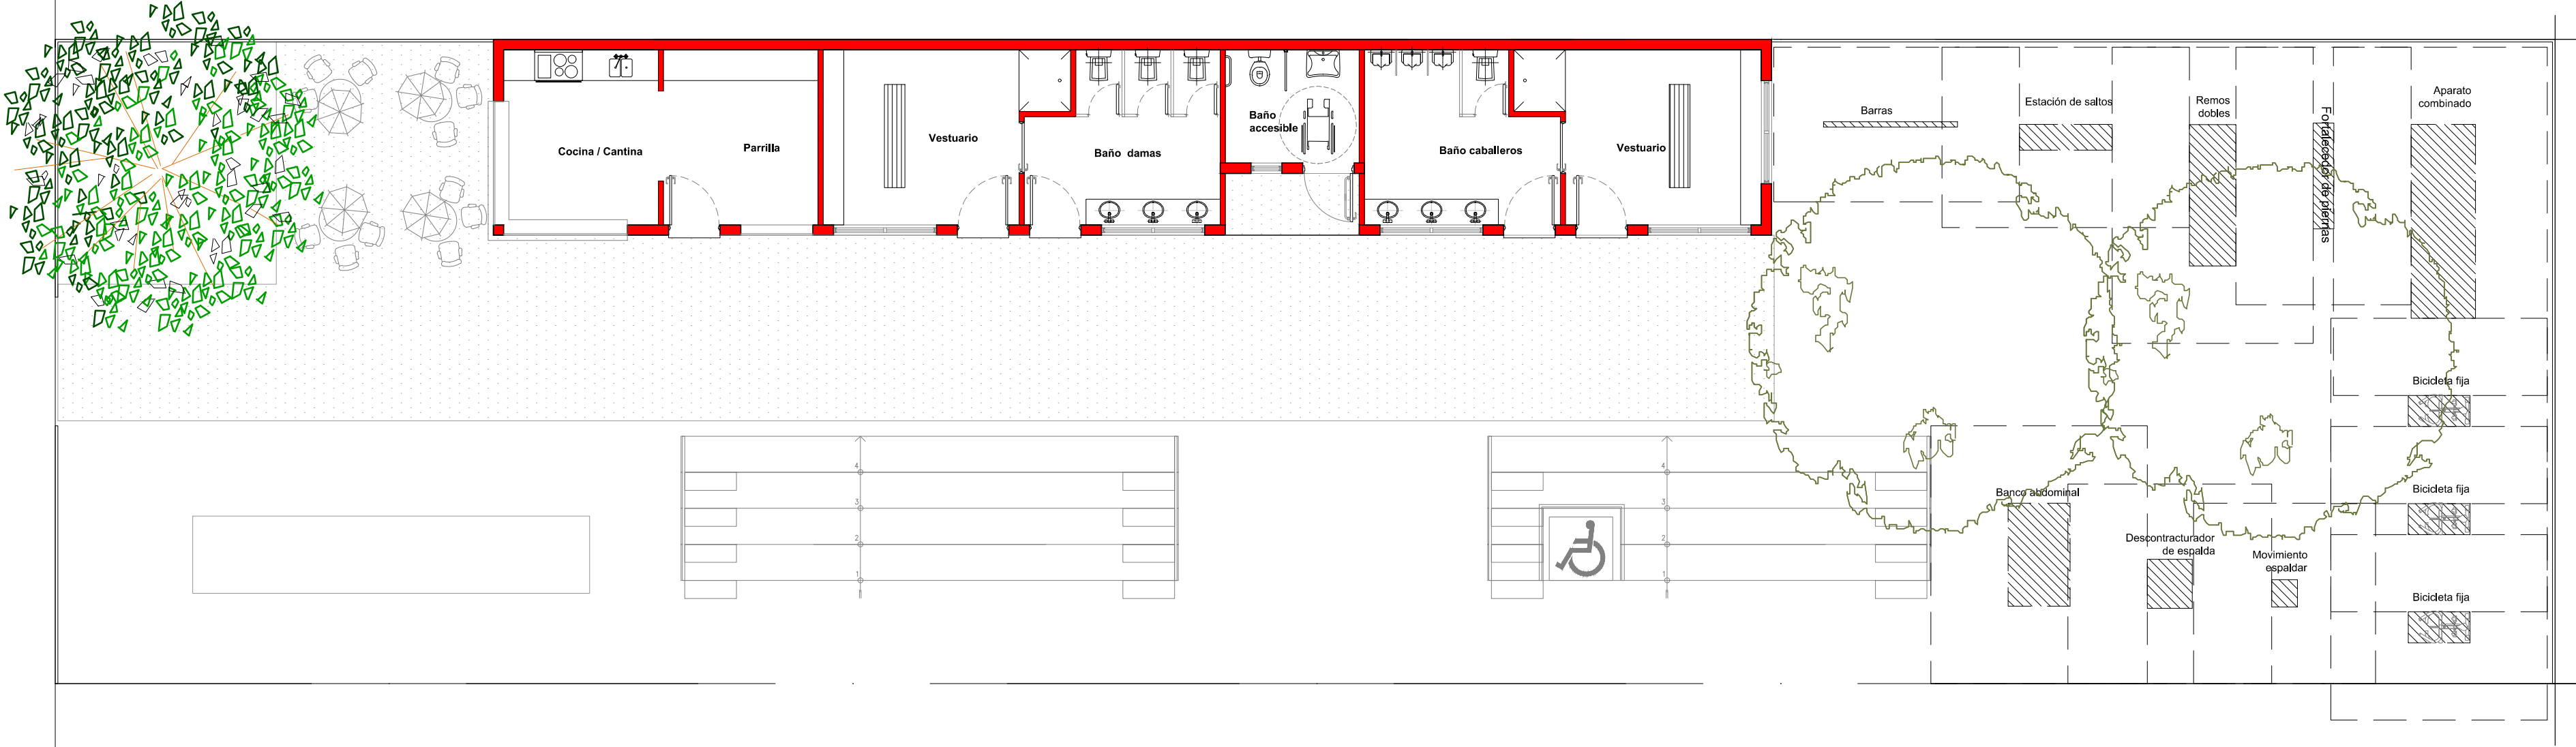 Cocina / Cantina
Parrilla
Vestuario
Baño damas
Baño
accesible
Baño caballeros
Vestuario
Barras
Estación de saltos
Remos
dobles
Fortalecedor de piernas
Aparato
combinado
Bicicleta fija
4
3
2
1
4
3
2
1
Banco abdominal
Descontracturador
de espalda
Movimiento
espaldar
Bicicleta fija
Bicicleta fija